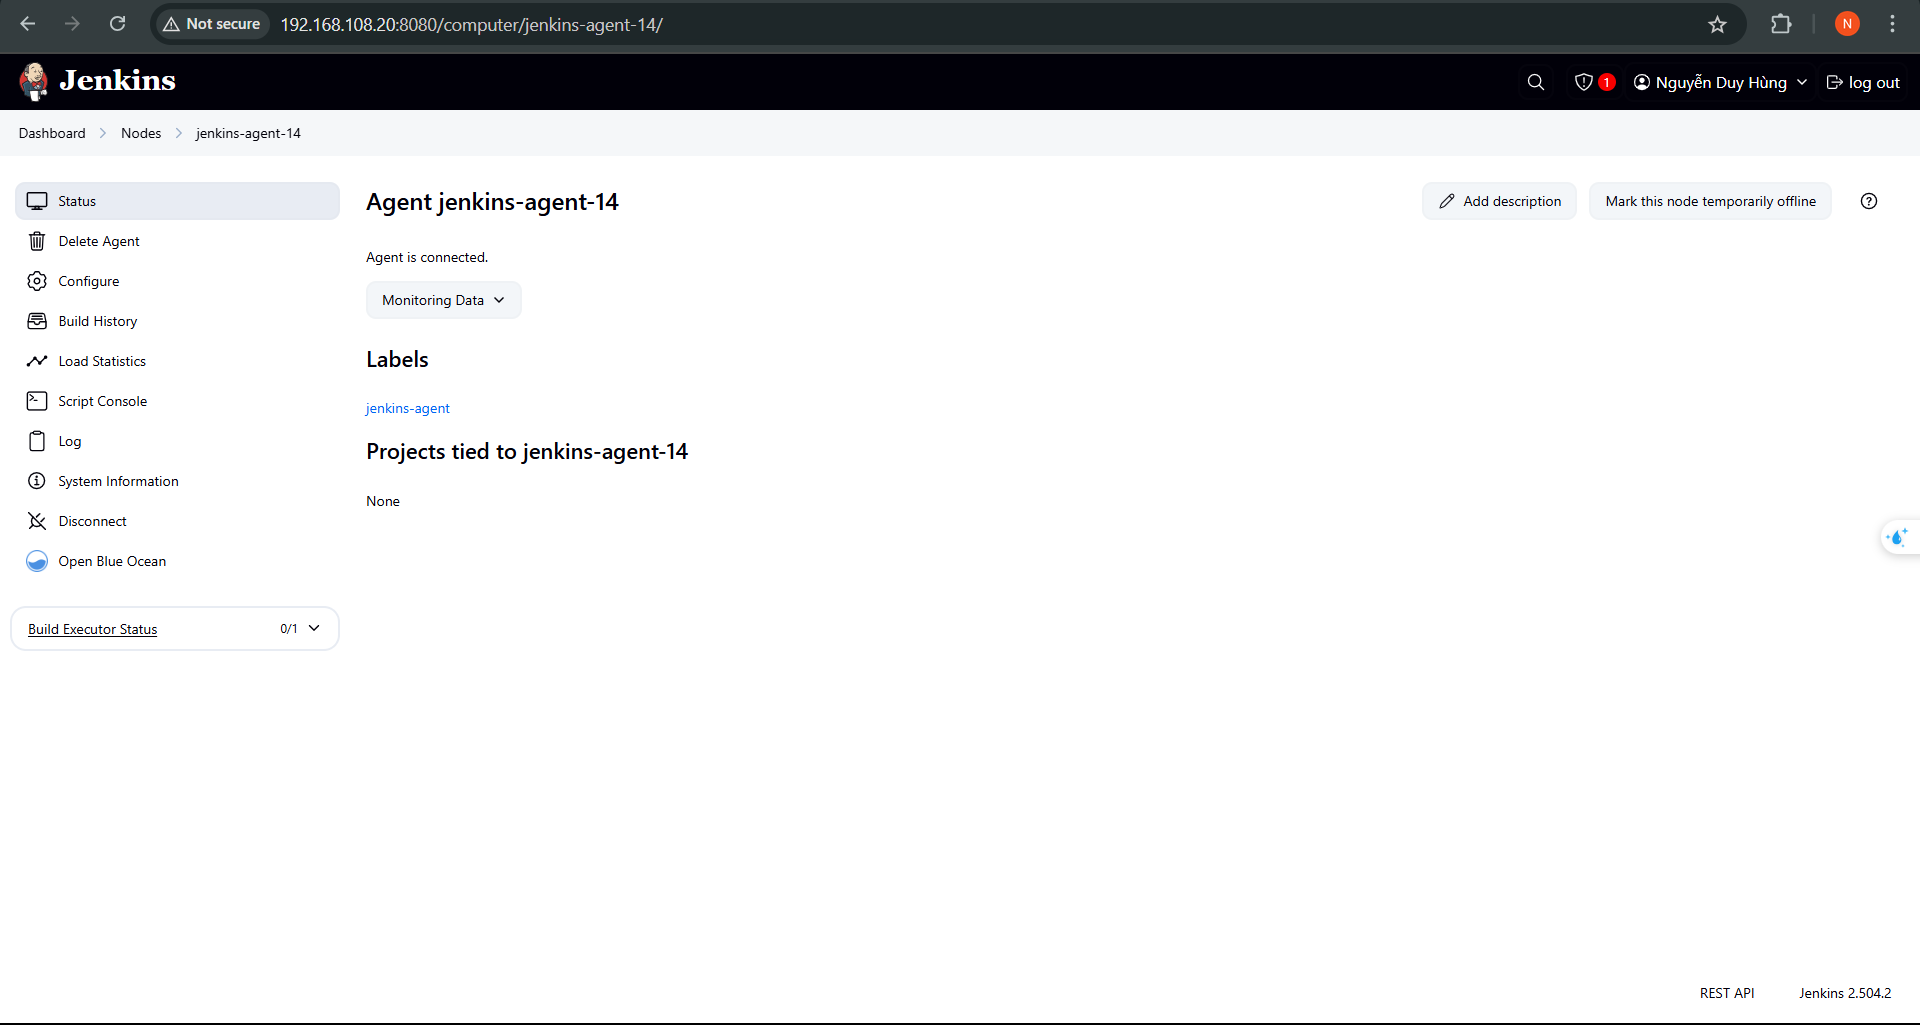 Not secure 192.168.108.20:8080/computer/jenkins-agent-14/ N
Jenkins 1 Nguyễn Duy Hùng log out
Dashboard Nodes jenkins-agent-14
Status
Delete Agent
Configure
Build History
Load Statistics
Script Console
Log
System Information
Disconnect
Open Blue Ocean
Build Executor Status 0/1
Agent jenkins-agent-14 Add description Mark this node temporarily offline
Agent is connected.
Monitoring Data
Labels
jenkins-agent
Projects tied to jenkins-agent-14
None
REST API Jenkins 2.504.2